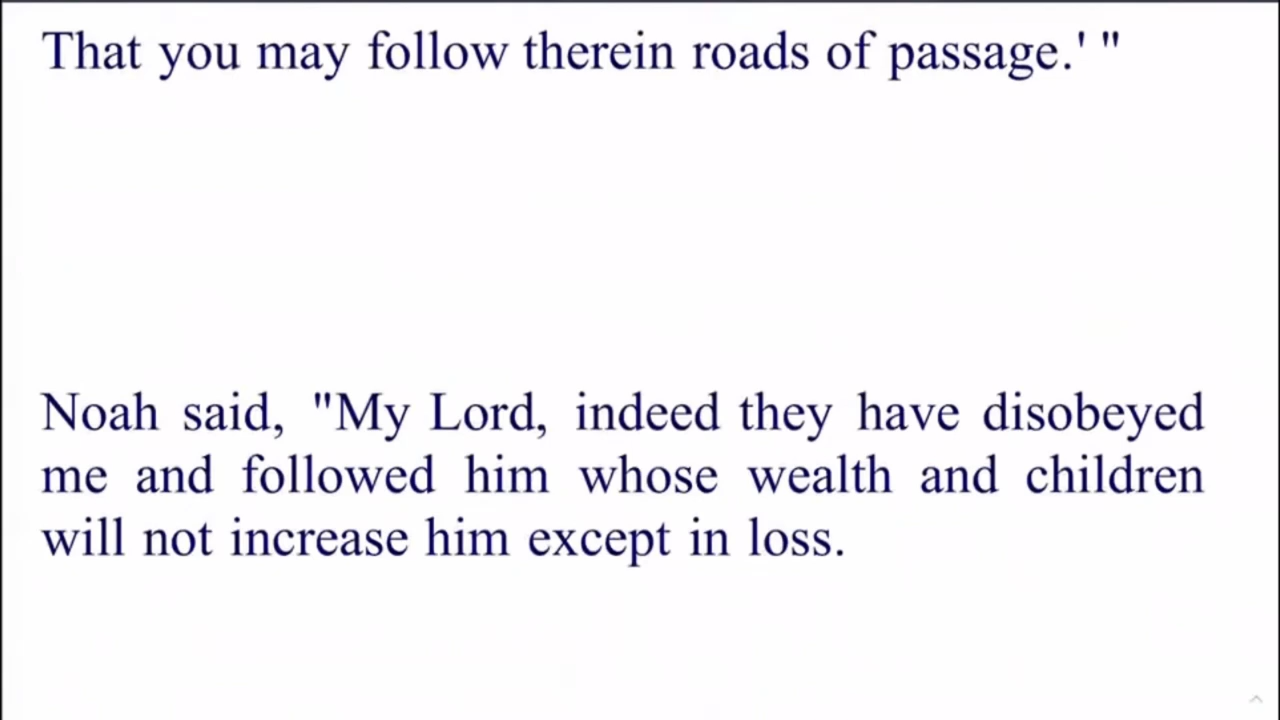 That you may follow therein roads of passage.' "
Noah said, "My Lord, indeed they have disobeyed
me and followed him whose wealth and children
will not increase him except in loss.